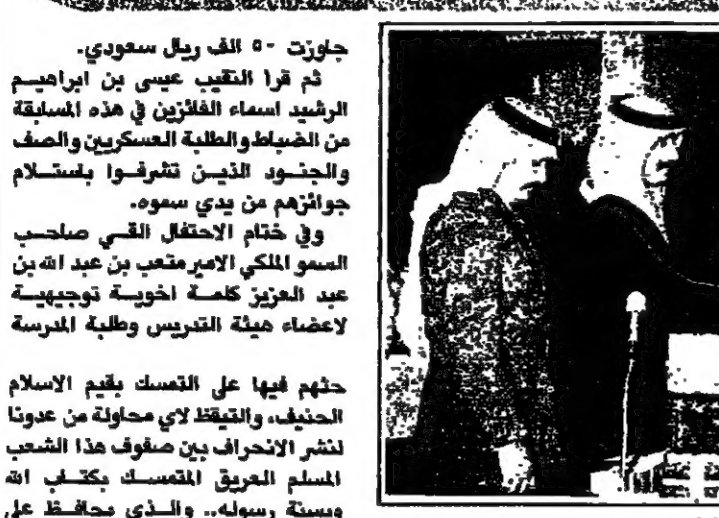 جاوزت ٥٠ الف ريال سعودي.
ثم قرا النقيب عيسى بن ابراهيم
الرشيد اسماء الفائزين في هذه المسابقة
من الضباط والطلبة العسكريين والصف
والجنود الذين تشرفوا بلستلام
جوائزهم من يدي سموه.
وفي ختام الاحتفال القى صاحب
السمو الملكي الامير متعب بن عبد الله بن
عبد العزيز كلمة اخوية توجيهية
لاعضاء هيئة التدريس وطلبة المدرسة
حثهم فيها على التمسك بقيم الاسلام
الحنيف، والتيقظ لاي محاولة من عدونا
لنشر الانحراف بين صفوف هذا الشعب
المسلم العريق المتمسك بكتاب الله
وبسنة رسوله.. والذي يحافظ على